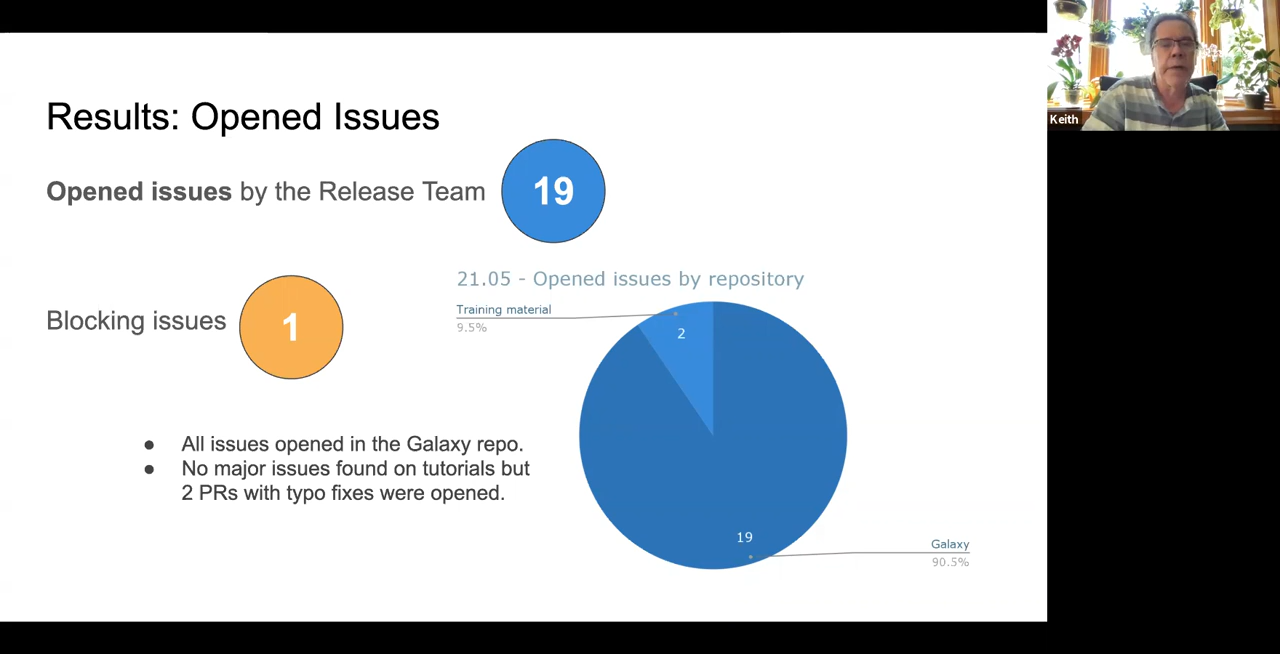 Results: Opened Issues
Opened issues by the Release Team
19
Blocking issues
1
All issues opened in the Galaxy repo.
No major issues found on tutorials but
2 PRs with typo fixes were opened.
21.05 - Opened issues by repository
Training material
9.5%
2
19
Galaxy
90.5%
Keith